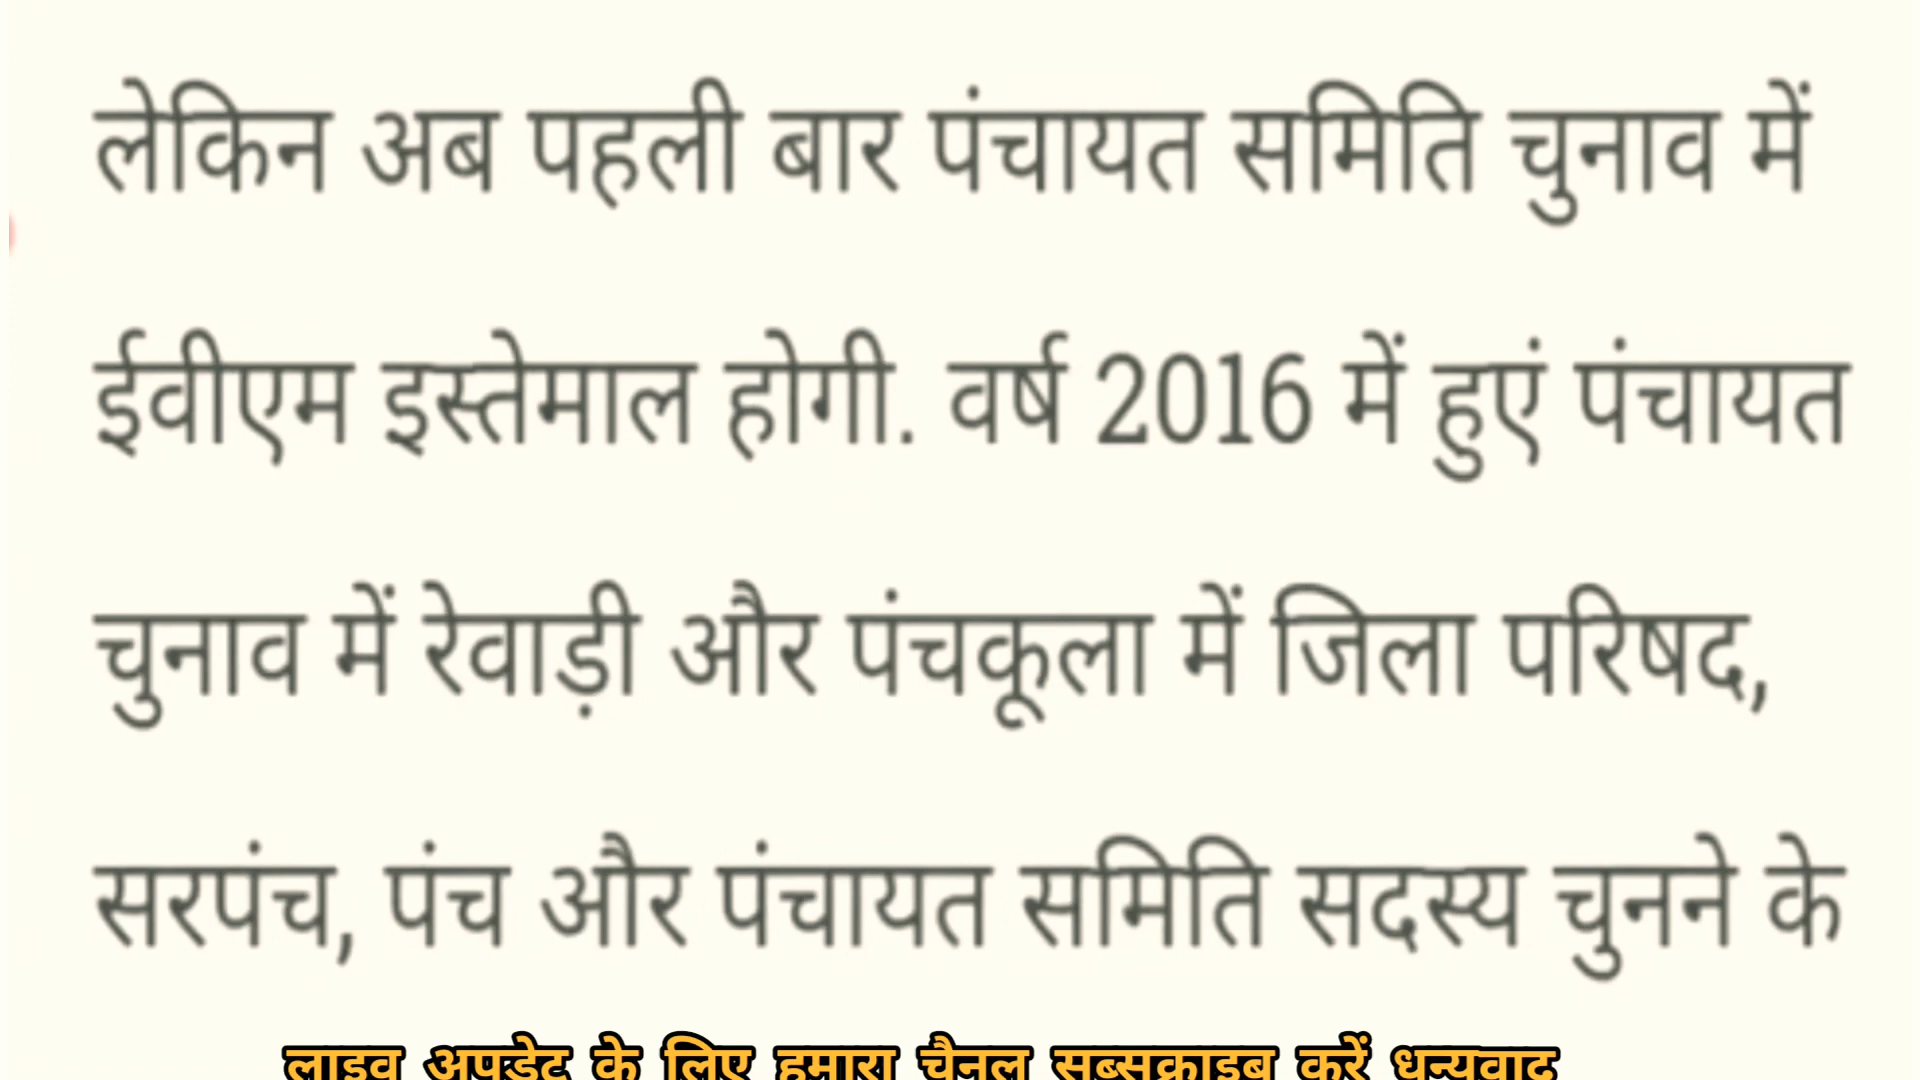 लेकिन अब पहली बार पंचायत समिति चुनाव में
ईवीएम इस्तेमाल होगी. वर्ष 2016 में हुएं पंचायत
चुनाव में रेवाड़ी और पंचकूला में जिला परिषद,
सरपंच, पंच और पंचायत समिति सदस्य चुनने के
लाइव अपडेट के लिए हमारा चैनल सब्सक्राइब करें धन्यवाद